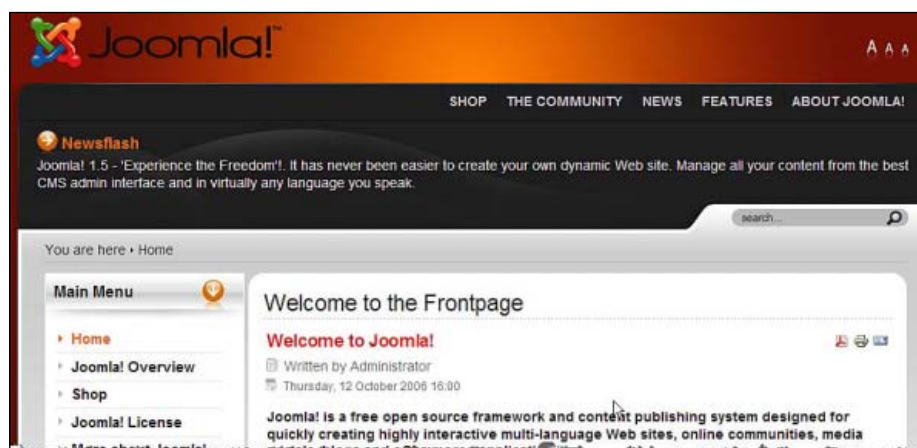 Joomla!™
A A A
SHOP THE COMMUNITY NEWS FEATURES ABOUT JOOMLA!
Newsflash
Joomla! 1.5 - 'Experience the Freedom'!. It has never been easier to create your own dynamic Web site. Manage all your content from the best
CMS admin interface and in virtually any language you speak.
search...
You are here • Home
Main Menu
Home
Joomla! Overview
Shop
Joomla! License
More about Joomla!
Welcome to the Frontpage
Welcome to Joomla!
Written by Administrator
Thursday, 12 October 2006 16:00
Joomla! is a free open source framework and content publishing system designed for
quickly creating highly interactive multi-language Web sites, online communities, media